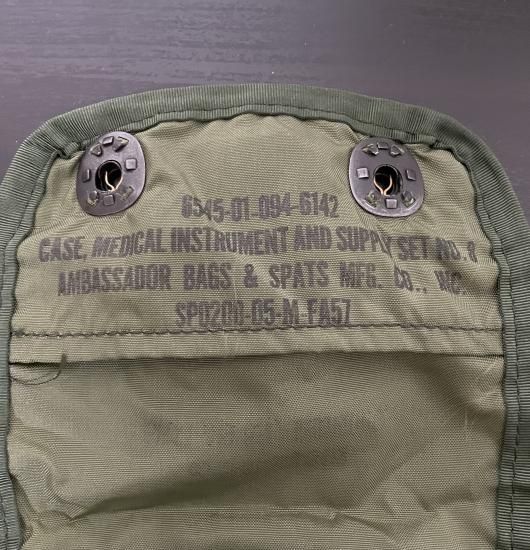 6545-01-094-6142
CASE, MEDICAL INSTRUMENT AND SUPPLY SET NO. 8
AMBASSADOR BAGS & SPATS MFG. CO., INC.
SP0200-05-M-FA57